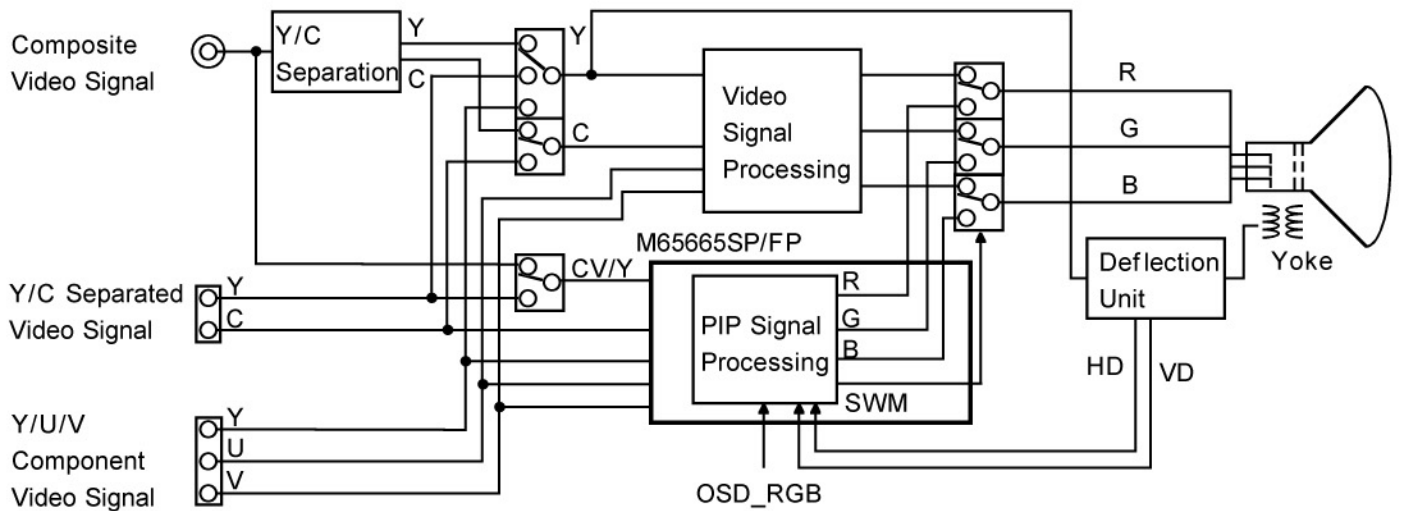 Composite
Video Signal
Y/C
Separation
Y
C
Y
C
Video
Signal
Processing
R
G
B
M65665SP/FP
CV/Y
Y/C Separated
Video Signal
Y
C
PIP Signal
Processing
R
G
B
SWM
Deflection
Unit
Yoke
HD
VD
Y/U/V
Component
Video Signal
Y
U
V
OSD_RGB